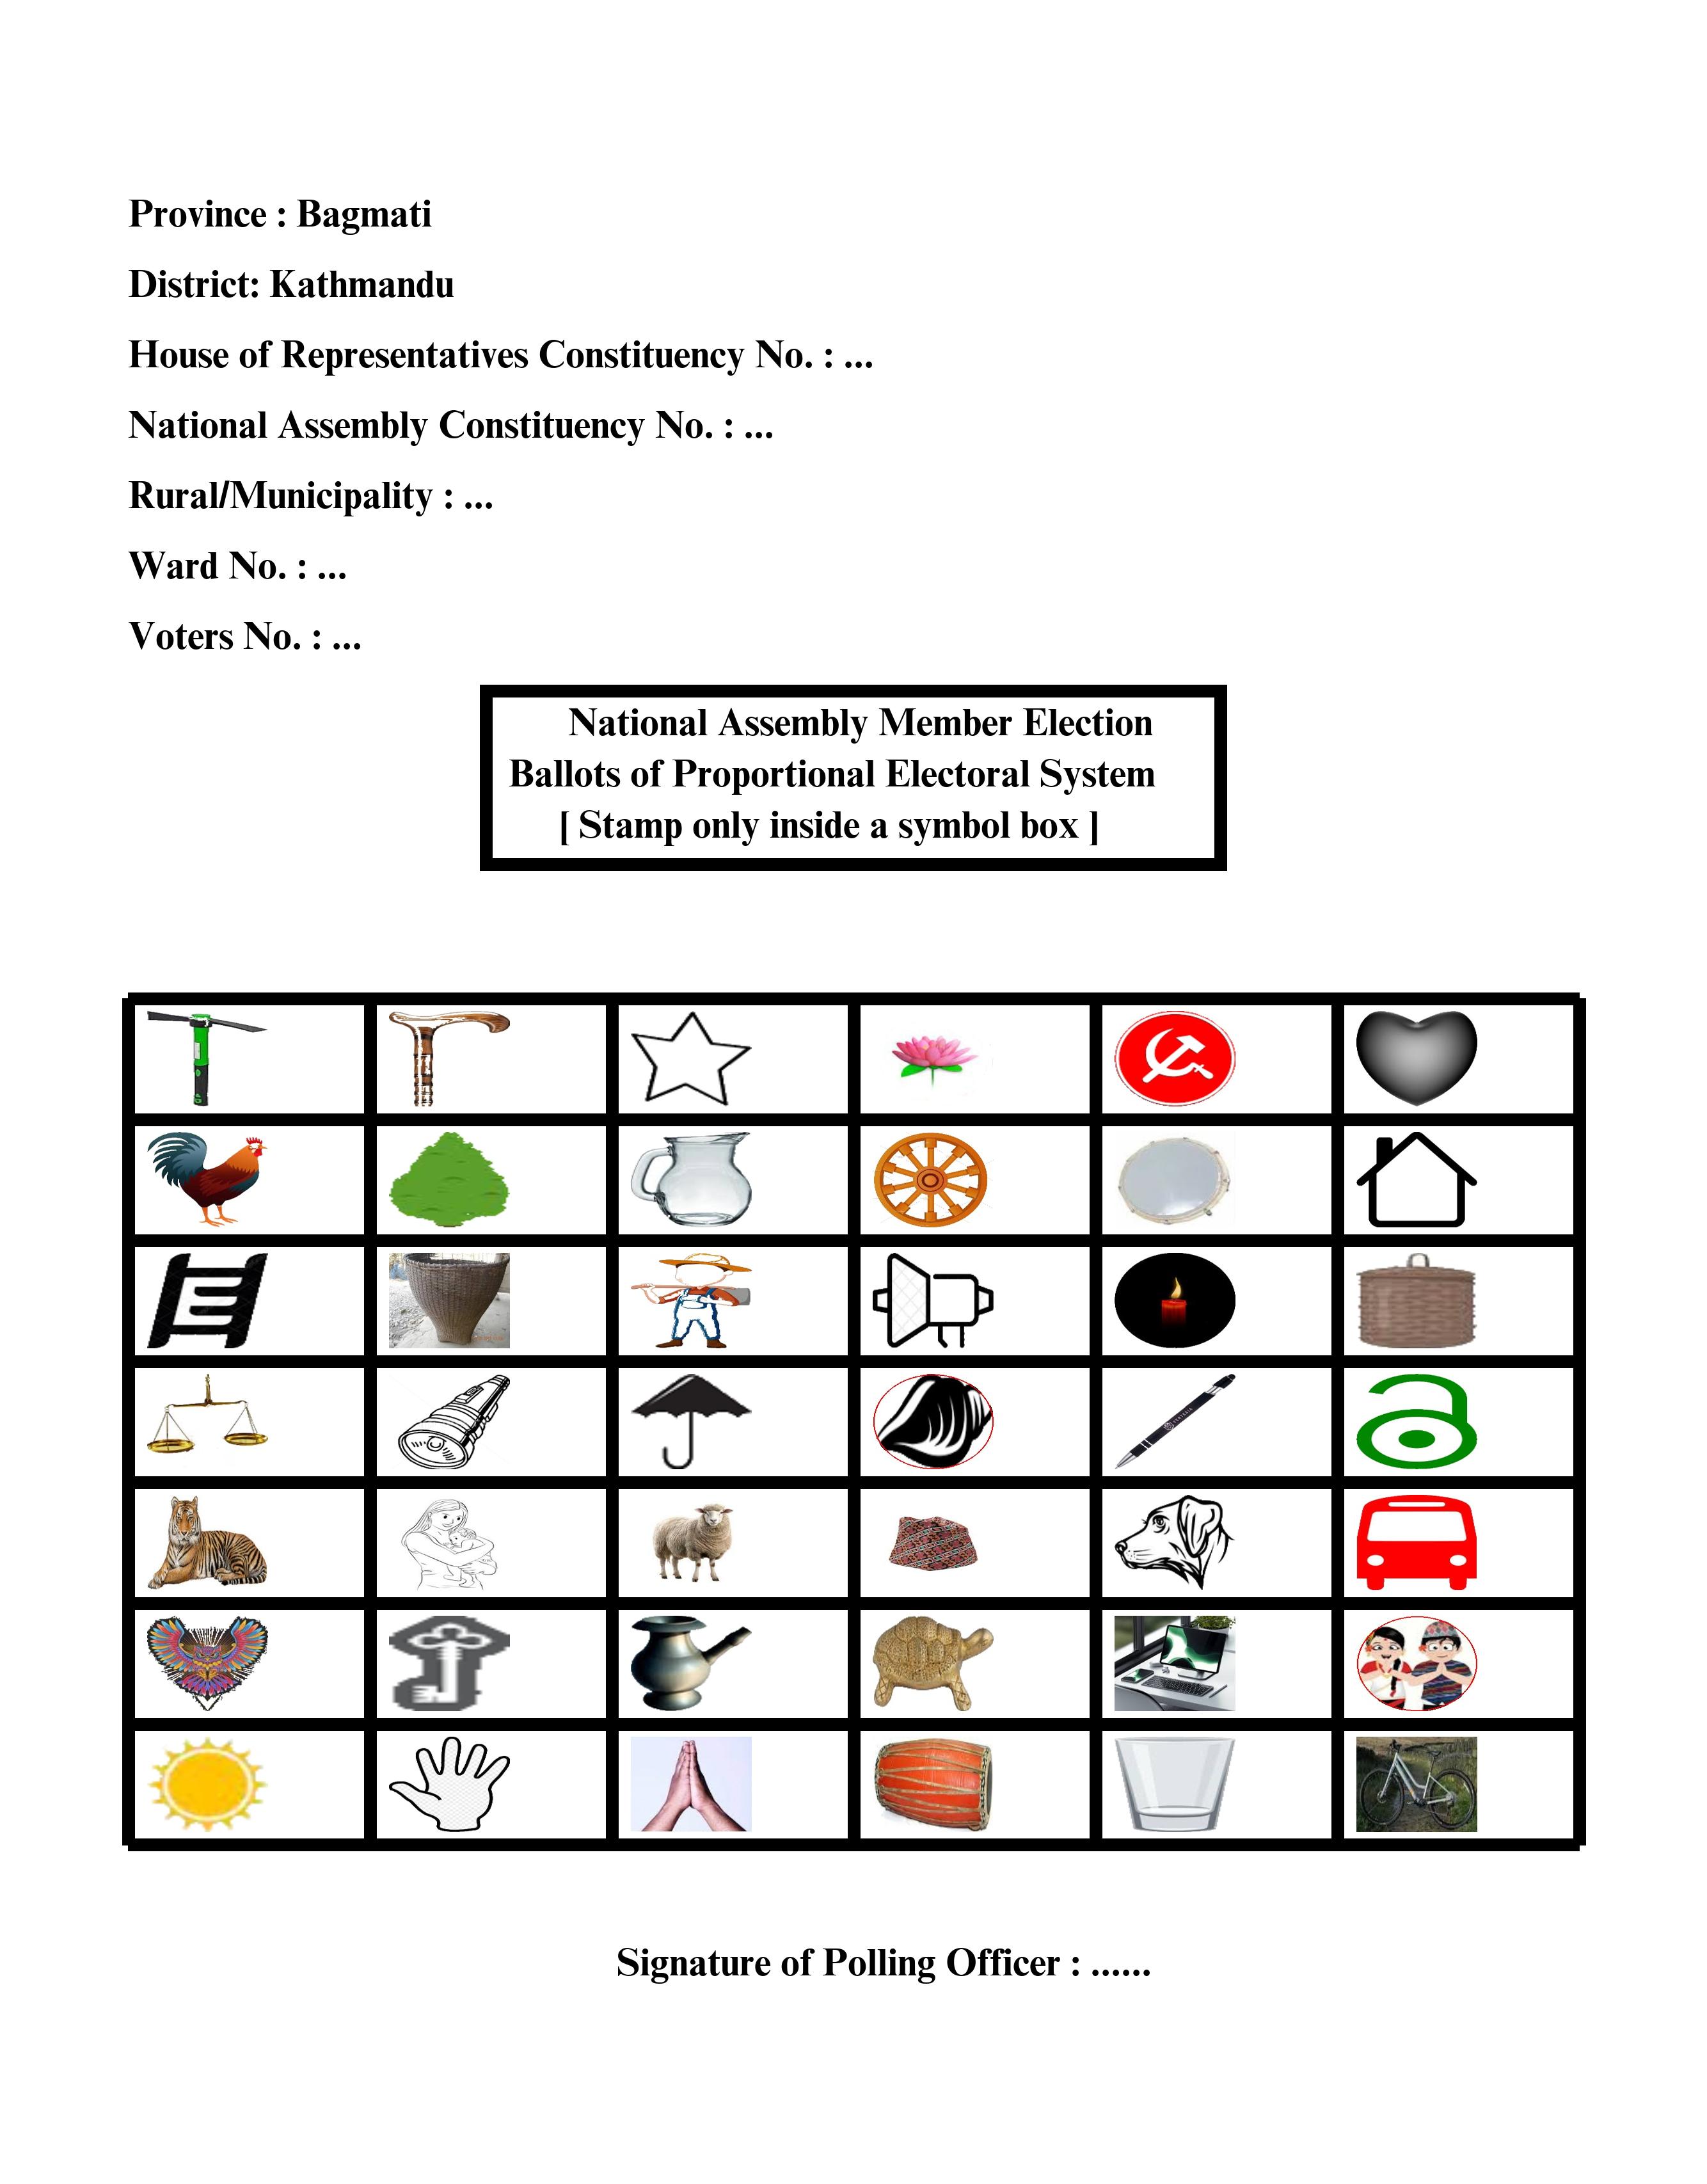 Province : Bagmati
District: Kathmandu
House of Representatives Constituency No. : ...
National Assembly Constituency No. : ...
Rural/Municipality : ...
Ward No. : ...
Voters No. : ...
National Assembly Member Election
Ballots of Proportional Electoral System
[ Stamp only inside a symbol box ]
Signature of Polling Officer : ......